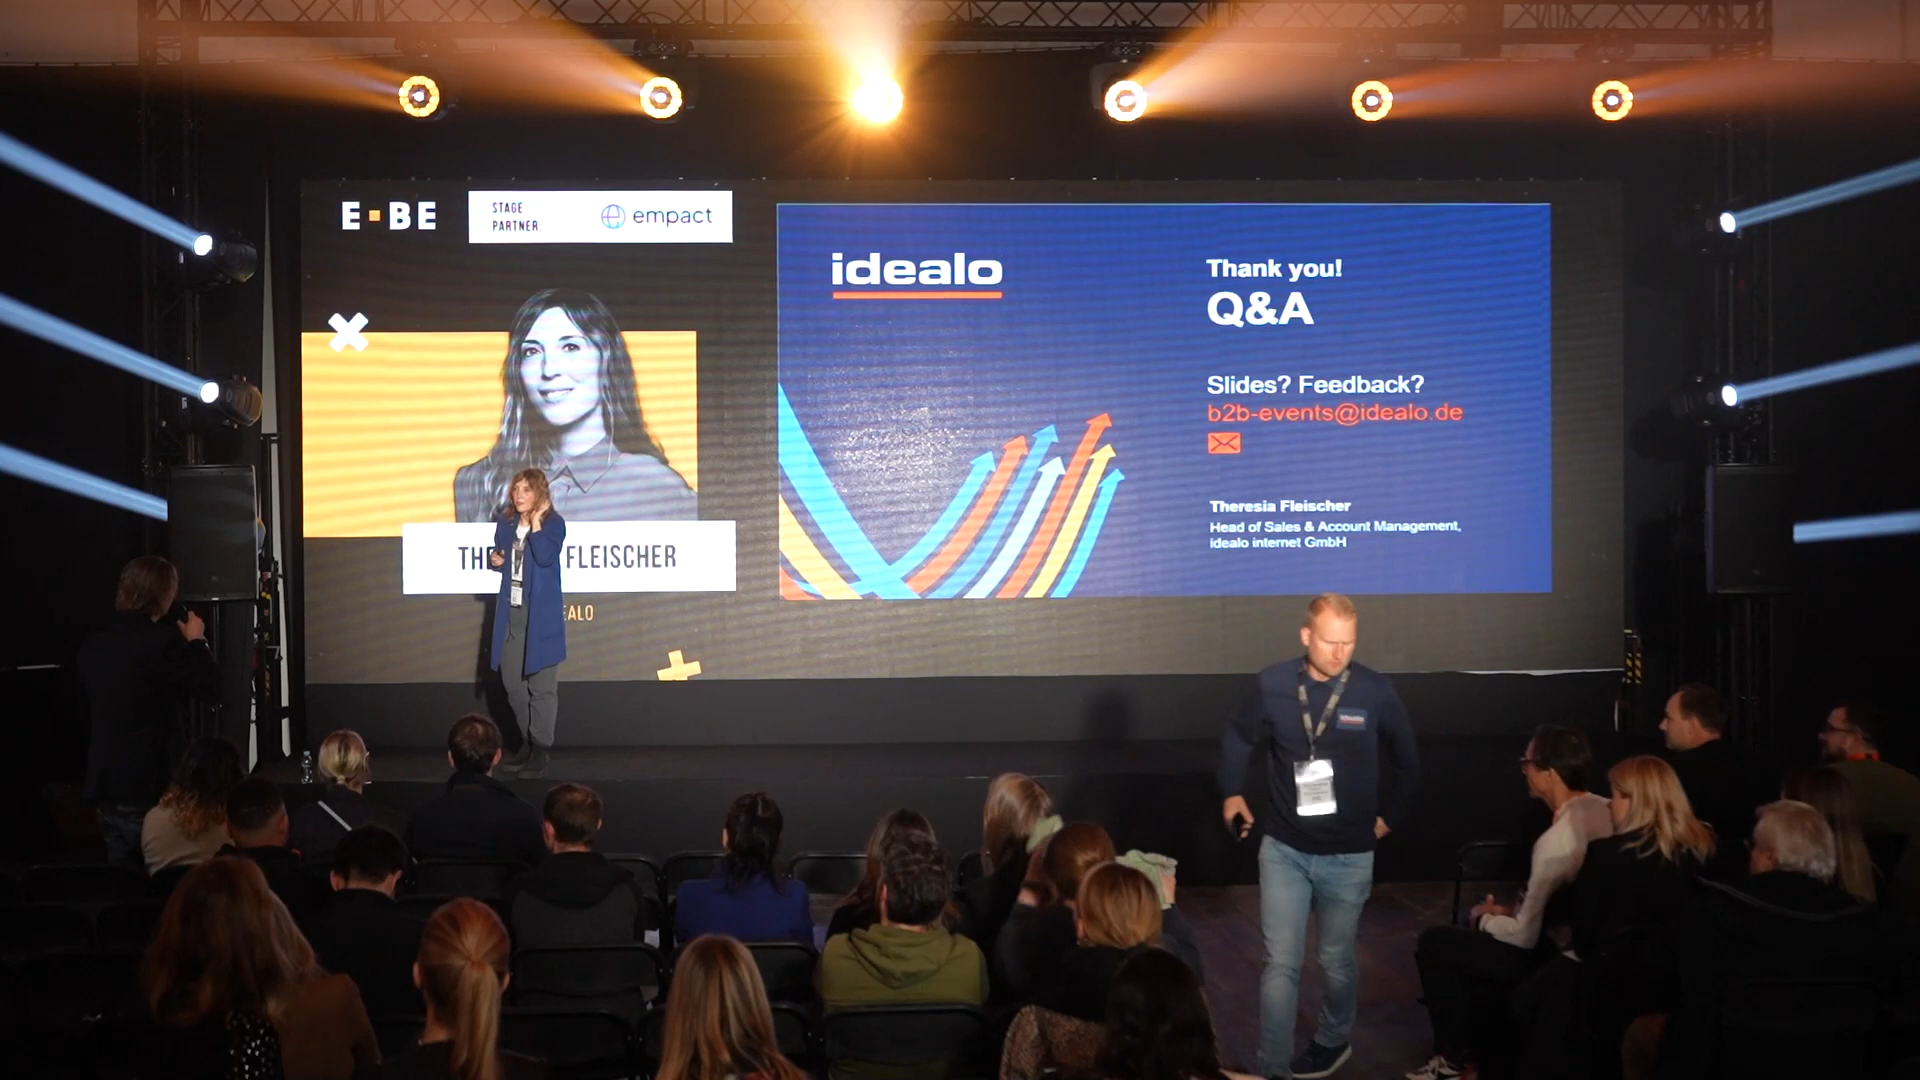 E BE
STAGE
PARTNER
empact
THE FLEISCHER
EALO
idealo
Thank you!
Q&A
Slides? Feedback?
b2b-events@idealo.de
Theresia Fleischer
Head of Sales & Account Management,
idealo internet GmbH